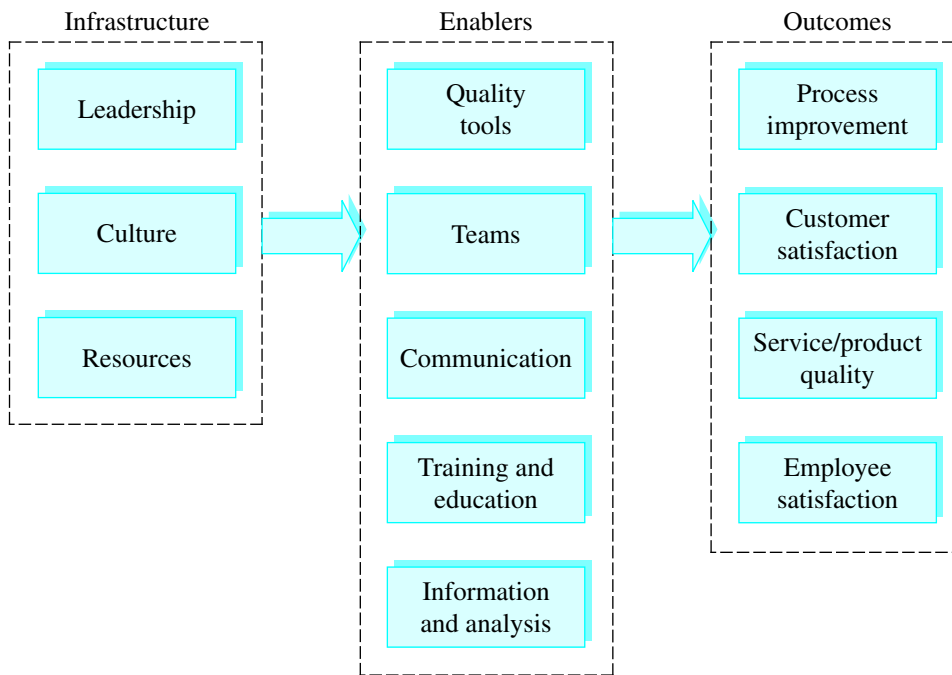 Infrastructure
Leadership
Culture
Resources
Enablers
Quality
tools
Teams
Communication
Training and
education
Information
and analysis
Outcomes
Process
improvement
Customer
satisfaction
Service/product
quality
Employee
satisfaction